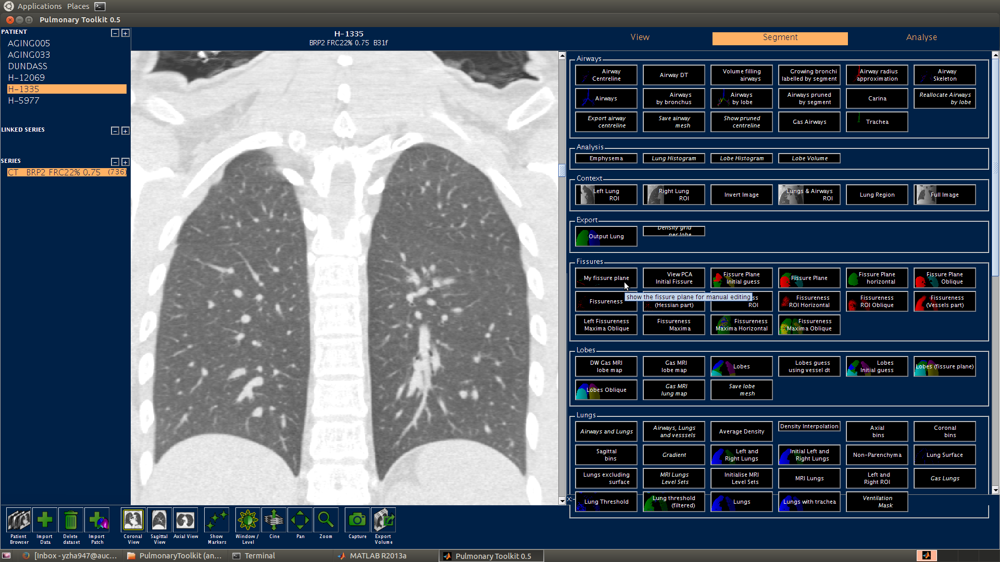 Applications Places
Pulmonary Toolkit 0.5
PATIENT
AGING005
AGING033
DUNDASS
H-12069
H-1335
H-5977
LINKED SERIES
SERIES
CT BRP2 FRC22% 0.75 (736)
H-1335
BRP2 FRC22% 0.75 B31f
View
Segment
Analyse
Airways
Airway
Centreline
Airway DT
Volume filling
airways
Growing bronchi
labelled by segment
Airway radius
approximation
Airway
Skeleton
Airways
Airways
by bronchus
Airways
by lobe
Airways pruned
by segment
Carina
Reallocate Airways
by lobe
Export airway
centreline
Save airway
mesh
Show pruned
centreline
Gas Airways
Trachea
Analysis
Emphysema
Lung Histogram
Lobe Histogram
Lobe Volume
Context
Left Lung
ROI
Right Lung
ROI
Invert Image
Lungs & Airways
ROI
Lung Region
Full Image
Export
Output Lung
Density grid
per lobe
Fissures
My fissure plane
View PCA
Initial Fissure
Fissure Plane
Initial guess
Fissure Plane
Fissure Plane
horizontal
Fissure Plane
Oblique
show the fissure plane for manual editing
Fissureness
(Hessian part)
ROI
Fissureness
ROI Horizontal
Fissureness
ROI Oblique
Fissureness
(Vessels part)
Left Fissureness
Maxima Oblique
Fissureness
Maxima
Fissureness
Maxima Horizontal
Fissureness
Maxima Oblique
Lobes
DW Gas MRI
lobe map
Gas MRI
lobe map
Lobes
Lobes guess
using vessel dt
Lobes
Initial guess
Lobes (fissure plane)
Lobes Oblique
Gas MRI
lung map
Save lobe
mesh
Lungs
Airways and Lungs
Airways, Lungs
and vesssels
Average Density
Density Interpolation
Axial
bins
Coronal
bins
Sagittal
bins
Gradient
Left and
Right Lungs
Initial Left and
Right Lungs
Non-Parenchyma
Lung Surface
Lungs excluding
surface
MRI Lungs
Level Sets
Initialise MRI
Level Sets
MRI Lungs
Left and
Right ROI
Gas Lungs
X:-
Lung Threshold
Lung threshold
(filtered)
Lungs
Lungs with trachea
Ventilation
Mask
Patient
Browser
Import
Data
Delete
dataset
Import
Patch
Coronal
View
Sagittal
View
Axial View
Show
Markers
Window /
Level
Cine
Pan
Zoom
Capture
Export
Volume
[Inbox - yzha947@auc...
PulmonaryToolkit (an...
Terminal
MATLAB R2013a
Pulmonary Toolkit 0.5